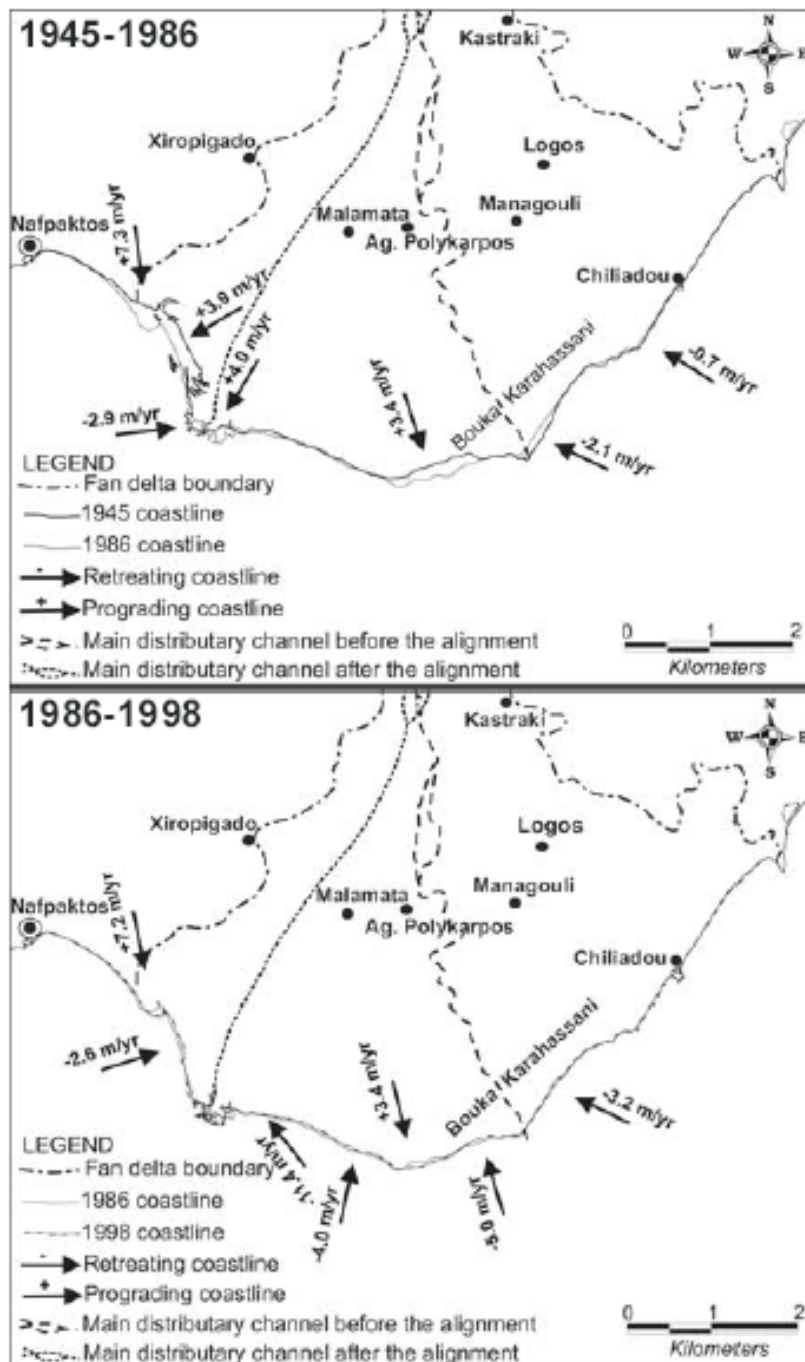 1945-1986
Kastraki
N
W E
S
Xiropigado
Logos
Nafpaktos
+7.3 m/yr
Malamata
Managouli
Ag. Polykarpos
Chiliadou
+3.9 m/yr
+4.0 m/yr
-2.9 m/yr
+3.4 m/yr
Bouka Karahassani
-0.7 m/yr
-2.1 m/yr
LEGEND
Fan delta boundary
1945 coastline
1986 coastline
- Retreating coastline
+ Prograding coastline
Main distributary channel before the alignment
Main distributary channel after the alignment
0 1 2
Kilometers
1986-1998
Kastraki
N
W E
S
Xiropigado
Logos
Nafpaktos
+7.2 m/yr
Malamata
Managouli
Ag. Polykarpos
Chiliadou
-2.6 m/yr
+3.4 m/yr
Bouka Karahassani
-3.2 m/yr
-11.4 m/yr
-4.0 m/yr
-5.0 m/yr
LEGEND
Fan delta boundary
1986 coastline
1998 coastline
- Retreating coastline
+ Prograding coastline
Main distributary channel before the alignment
Main distributary channel after the alignment
0 1 2
Kilometers